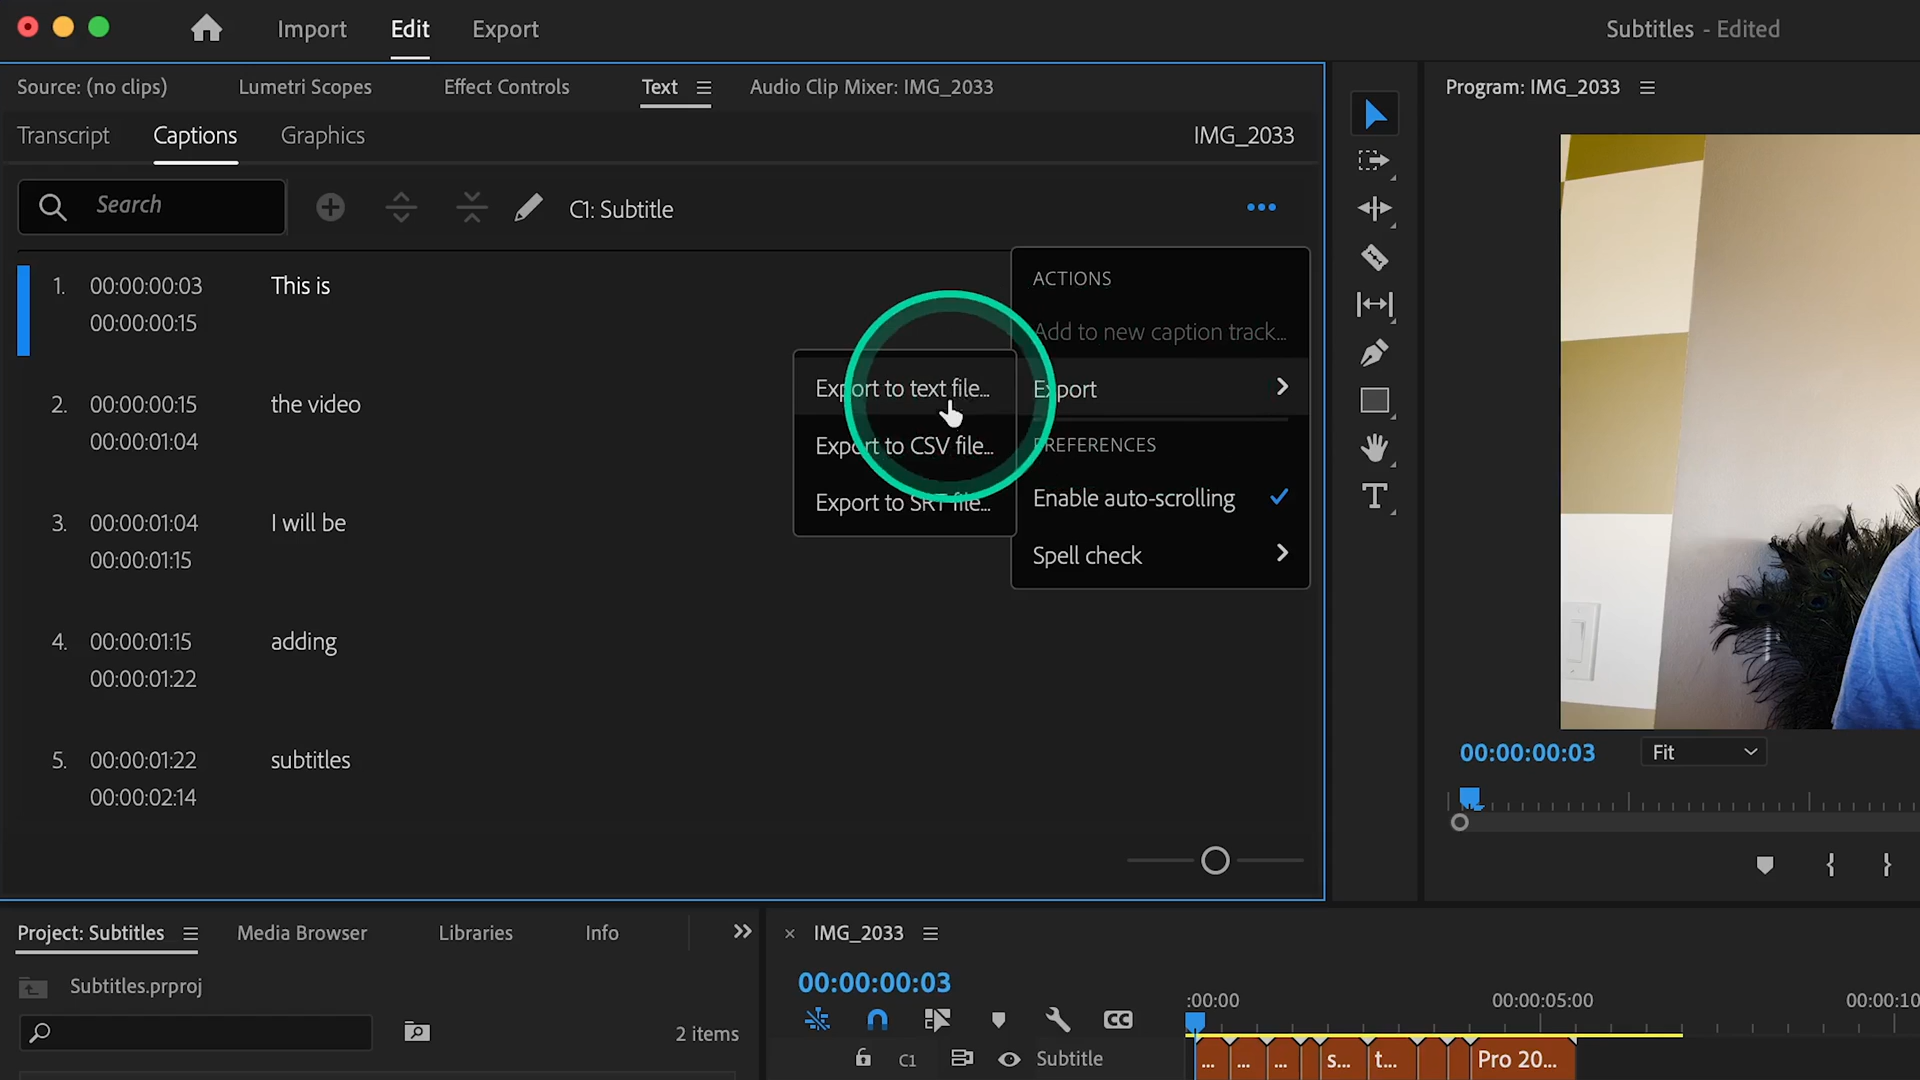 Import Edit Export
Subtitles - Edited
Source: (no clips) Lumetri Scopes Effect Controls Text Audio Clip Mixer: IMG_2033
Program: IMG_2033
Transcript Captions Graphics IMG_2033
Search C1: Subtitle
ACTIONS
Add to new caption track...
Export
PREFERENCES
Enable auto-scrolling
Spell check
Export to text file...
Export to CSV file...
Export to SRT file...
1. 00:00:00:03 This is
00:00:00:15
2. 00:00:00:15 the video
00:00:01:04
3. 00:00:01:04 I will be
00:00:01:15
4. 00:00:01:15 adding
00:00:01:22
5. 00:00:01:22 subtitles
00:00:02:14
T
00:00:00:03 Fit
Project: Subtitles Media Browser Libraries Info
Subtitles.prproj
2 items
IMG_2033
00:00:00:03
:00:00 00:00:05:00 00:00:10
CC
C1 Subtitle
... ... ... s... t... Pro 20...